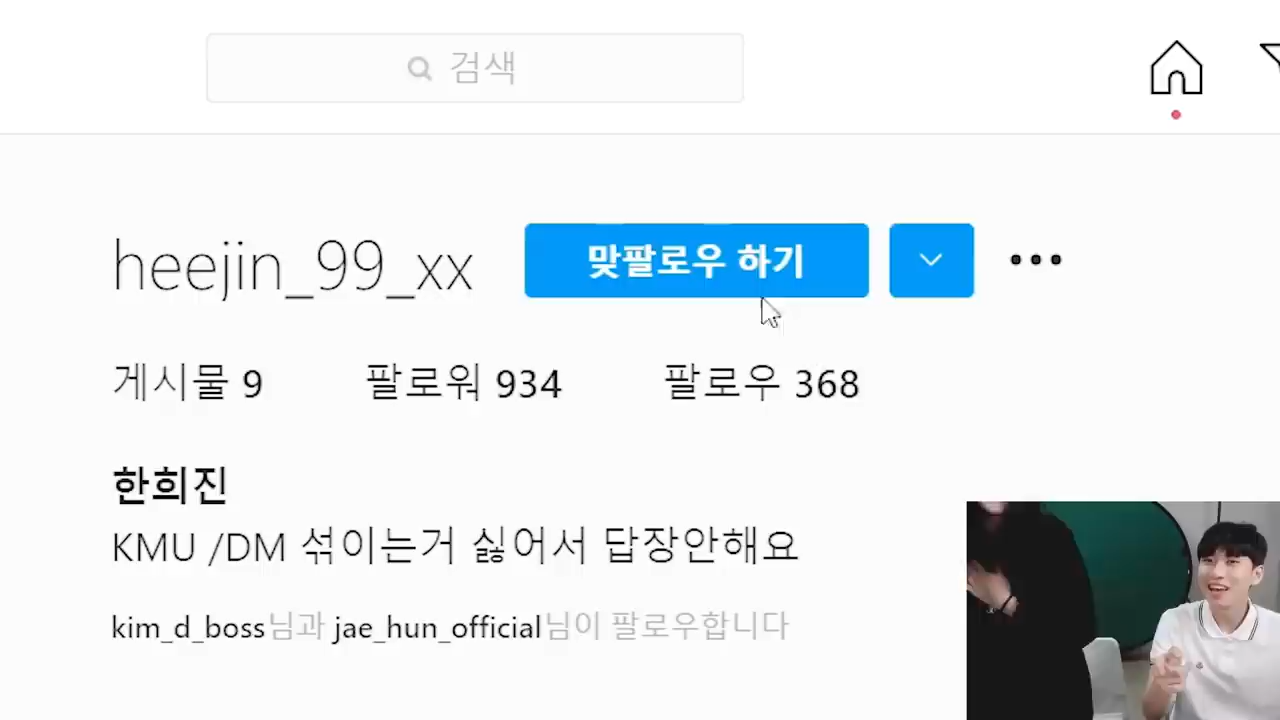 검색
heejin_99_xx 맞팔로우 하기
게시물 9 팔로워 934 팔로우 368
한희진
KMU /DM 섞이는거 싫어서 답장안해요
kim_d_boss님과 jae_hun_official님이 팔로우합니다